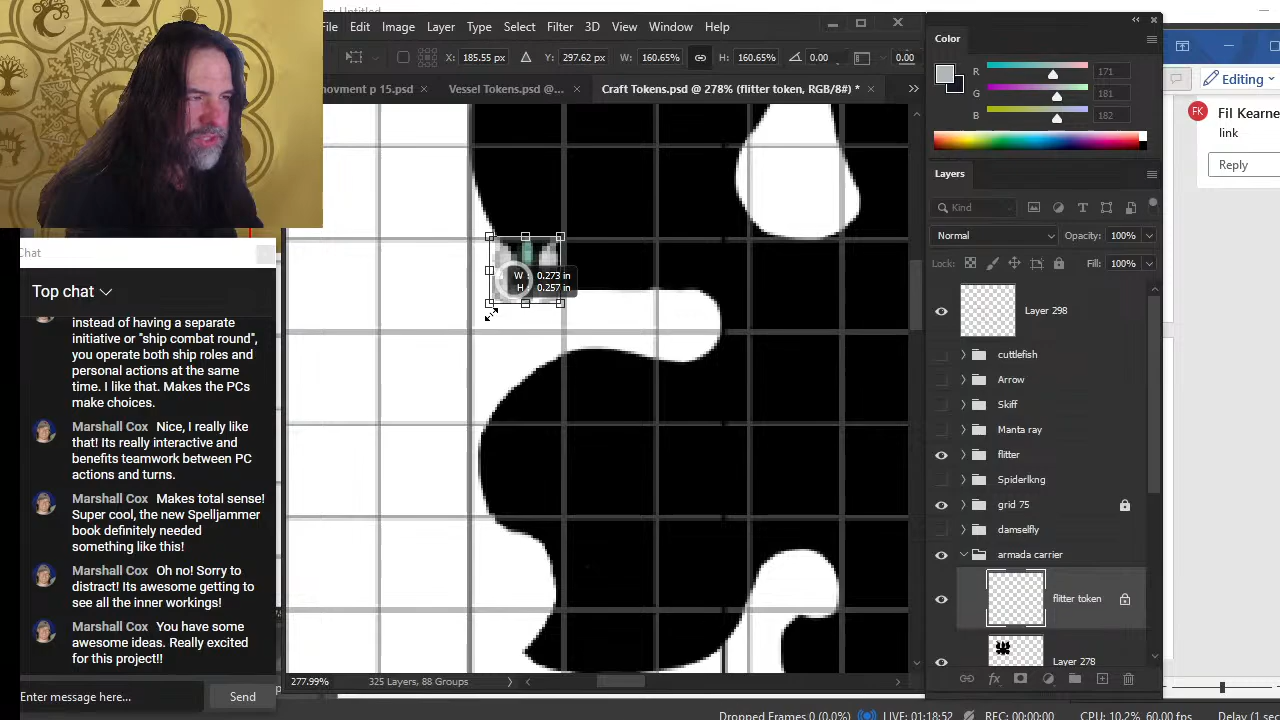 File Edit Image Layer Type Select Filter 3D View Window Help
X: 185.55 px Y: 297.62 px W: 160.65% H: 160.65% 0.00 0.00
movment p 15.psd × Vessel Tokens.psd @... × Craft Tokens.psd @ 278% (flitter token, RGB/8#) * ×
W : 0.273 in
H : 0.257 in
277.99% 325 Layers, 88 Groups
Color
R 171
G 181
B 182
Layers
Kind
Normal Opacity: 100%
Lock: Fill: 100%
Layer 298
cuttlefish
Arrow
Skiff
Manta ray
flitter
Spiderlkng
grid 75
damselfly
armada carrier
flitter token
Layer 278
Editing
FK Fil Kearne
link
Reply
Chat
Top chat
instead of having a separate
initiative or "ship combat round",
you operate both ship roles and
personal actions at the same
time. I like that. Makes the PCs
make choices.
Marshall Cox Nice, I really like
that! Its really interactive and
benefits teamwork between PC
actions and turns.
Marshall Cox Makes total sense!
Super cool, the new Spelljammer
book definitely needed
something like this!
Marshall Cox Oh no! Sorry to
distract! Its awesome getting to
see all the inner workings!
Marshall Cox You have some
awesome ideas. Really excited
for this project!!
Enter message here...
Send
Dropped Frames 0 (0.0%) LIVE: 01:18:52 REC: 00:00:00 CPU: 10.2%, 60.00 fps Delay (1 sec